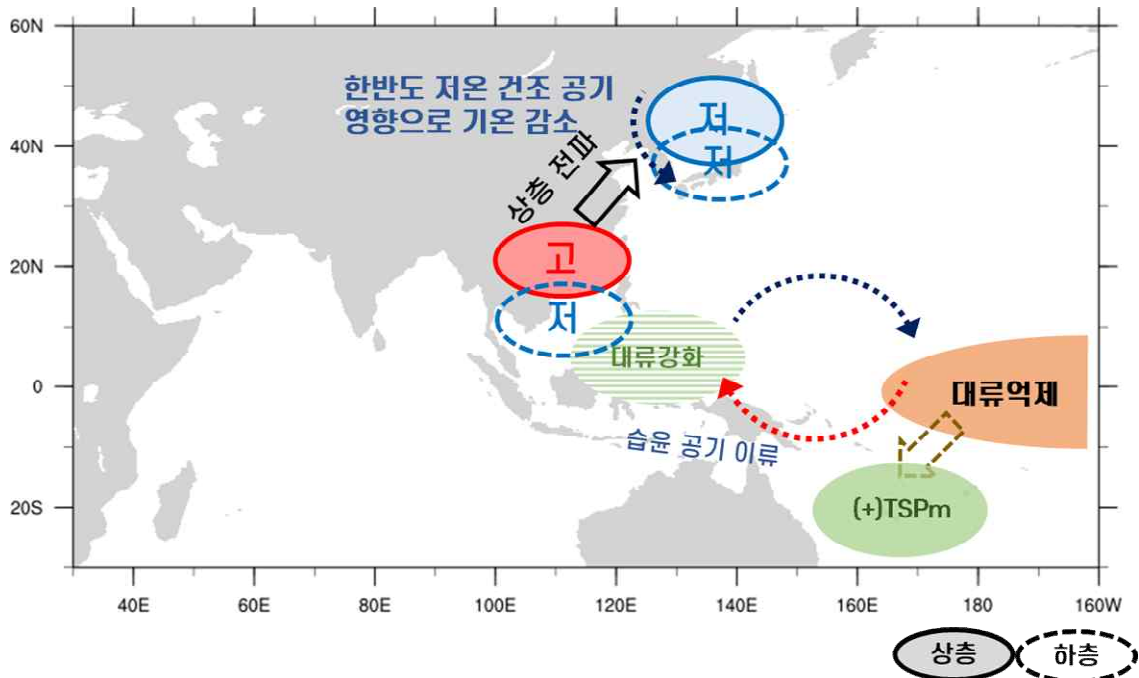 60N
40N
20N
0
20S
한반도 저온 건조 공기
영향으로 기온 감소
상층 전파
저
저
고
저
대류강화
대류억제
습윤 공기 이류
(+)TSPm
40E
60E
80E
100E
120E
140E
160E
180
160W
상층
하층